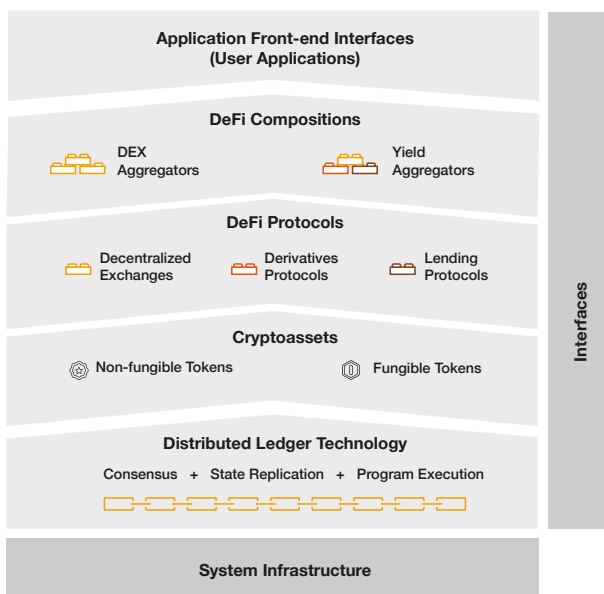 Application Front-end Interfaces
(User Applications)
DeFi Compositions
DEX
Aggregators
Yield
Aggregators
DeFi Protocols
Decentralized
Exchanges
Derivatives
Protocols
Lending
Protocols
Cryptoassets
Non-fungible Tokens
Fungible Tokens
Distributed Ledger Technology
Consensus + State Replication + Program Execution
System Infrastructure
Interfaces